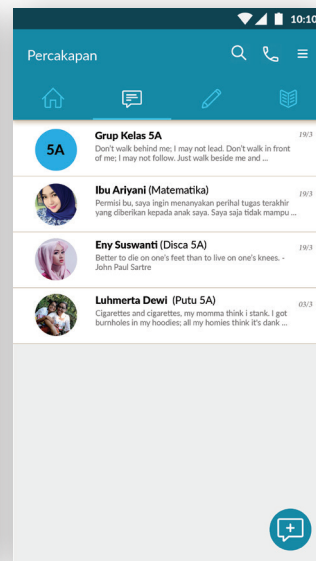 10:10
Percakapan
Grup Kelas 5A
19/3
5A
Don't walk behind me; I may not lead. Don't walk in front
of me; I may not follow. Just walk beside me and ...
Ibu Ariyani (Matematika)
19/3
Permisi bu, saya ingin menanyakan perihal tugas terakhir
yang diberikan kepada anak saya. Saya saja tidak mampu ...
Eny Suswanti (Disca 5A)
19/3
Better to die on one's feet than to live on one's knees. -
John Paul Sartre
Luhmerta Dewi (Putu 5A)
03/3
Cigarettes and cigarettes, my momma think i stank. I got
burnholes in my hoodies; all my homies think it's dank ...